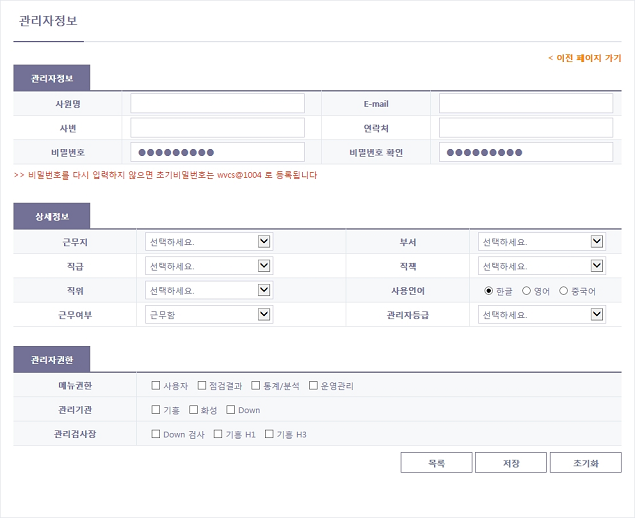 관리자정보
< 이전 페이지 가기
관리자정보
사원명 E-mail
사번 연락처
비밀번호 ●●●●●●●●● 비밀번호 확인 ●●●●●●●●●
>> 비밀번호를 다시 입력하지 않으면 초기비밀번호는 wvcs@1004 로 등록됩니다
상세정보
근무지 선택하세요. 부서 선택하세요.
직급 선택하세요. 직책 선택하세요.
직위 선택하세요. 사용언어 한글 영어 중국어
근무여부 근무함 관리자등급 선택하세요.
관리자권한
메뉴권한 사용자 점검결과 통계/분석 운영관리
관리기관 기흥 화성 Down
관리검사장 Down 검사 기흥 H1 기흥 H3
목록 저장 초기화